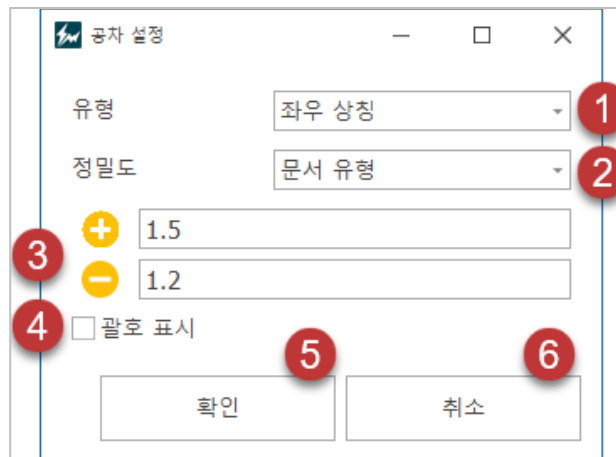 공차 설정
유형 좌우 상칭 1
정밀도 문서 유형 2
3
1.5
1.2
4 괄호 표시
5 6
확인 취소